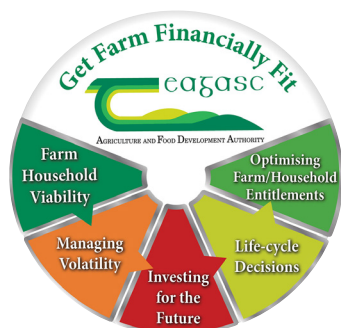 Get Farm Financially Fit
eagasc
AGRICULTURE AND FOOD DEVELOPMENT AUTHORITY
Farm
Household
Viability
Managing
Volatility
Investing
for the
Future
Life-cycle
Decisions
Optimising
Farm/Household
Entitlements